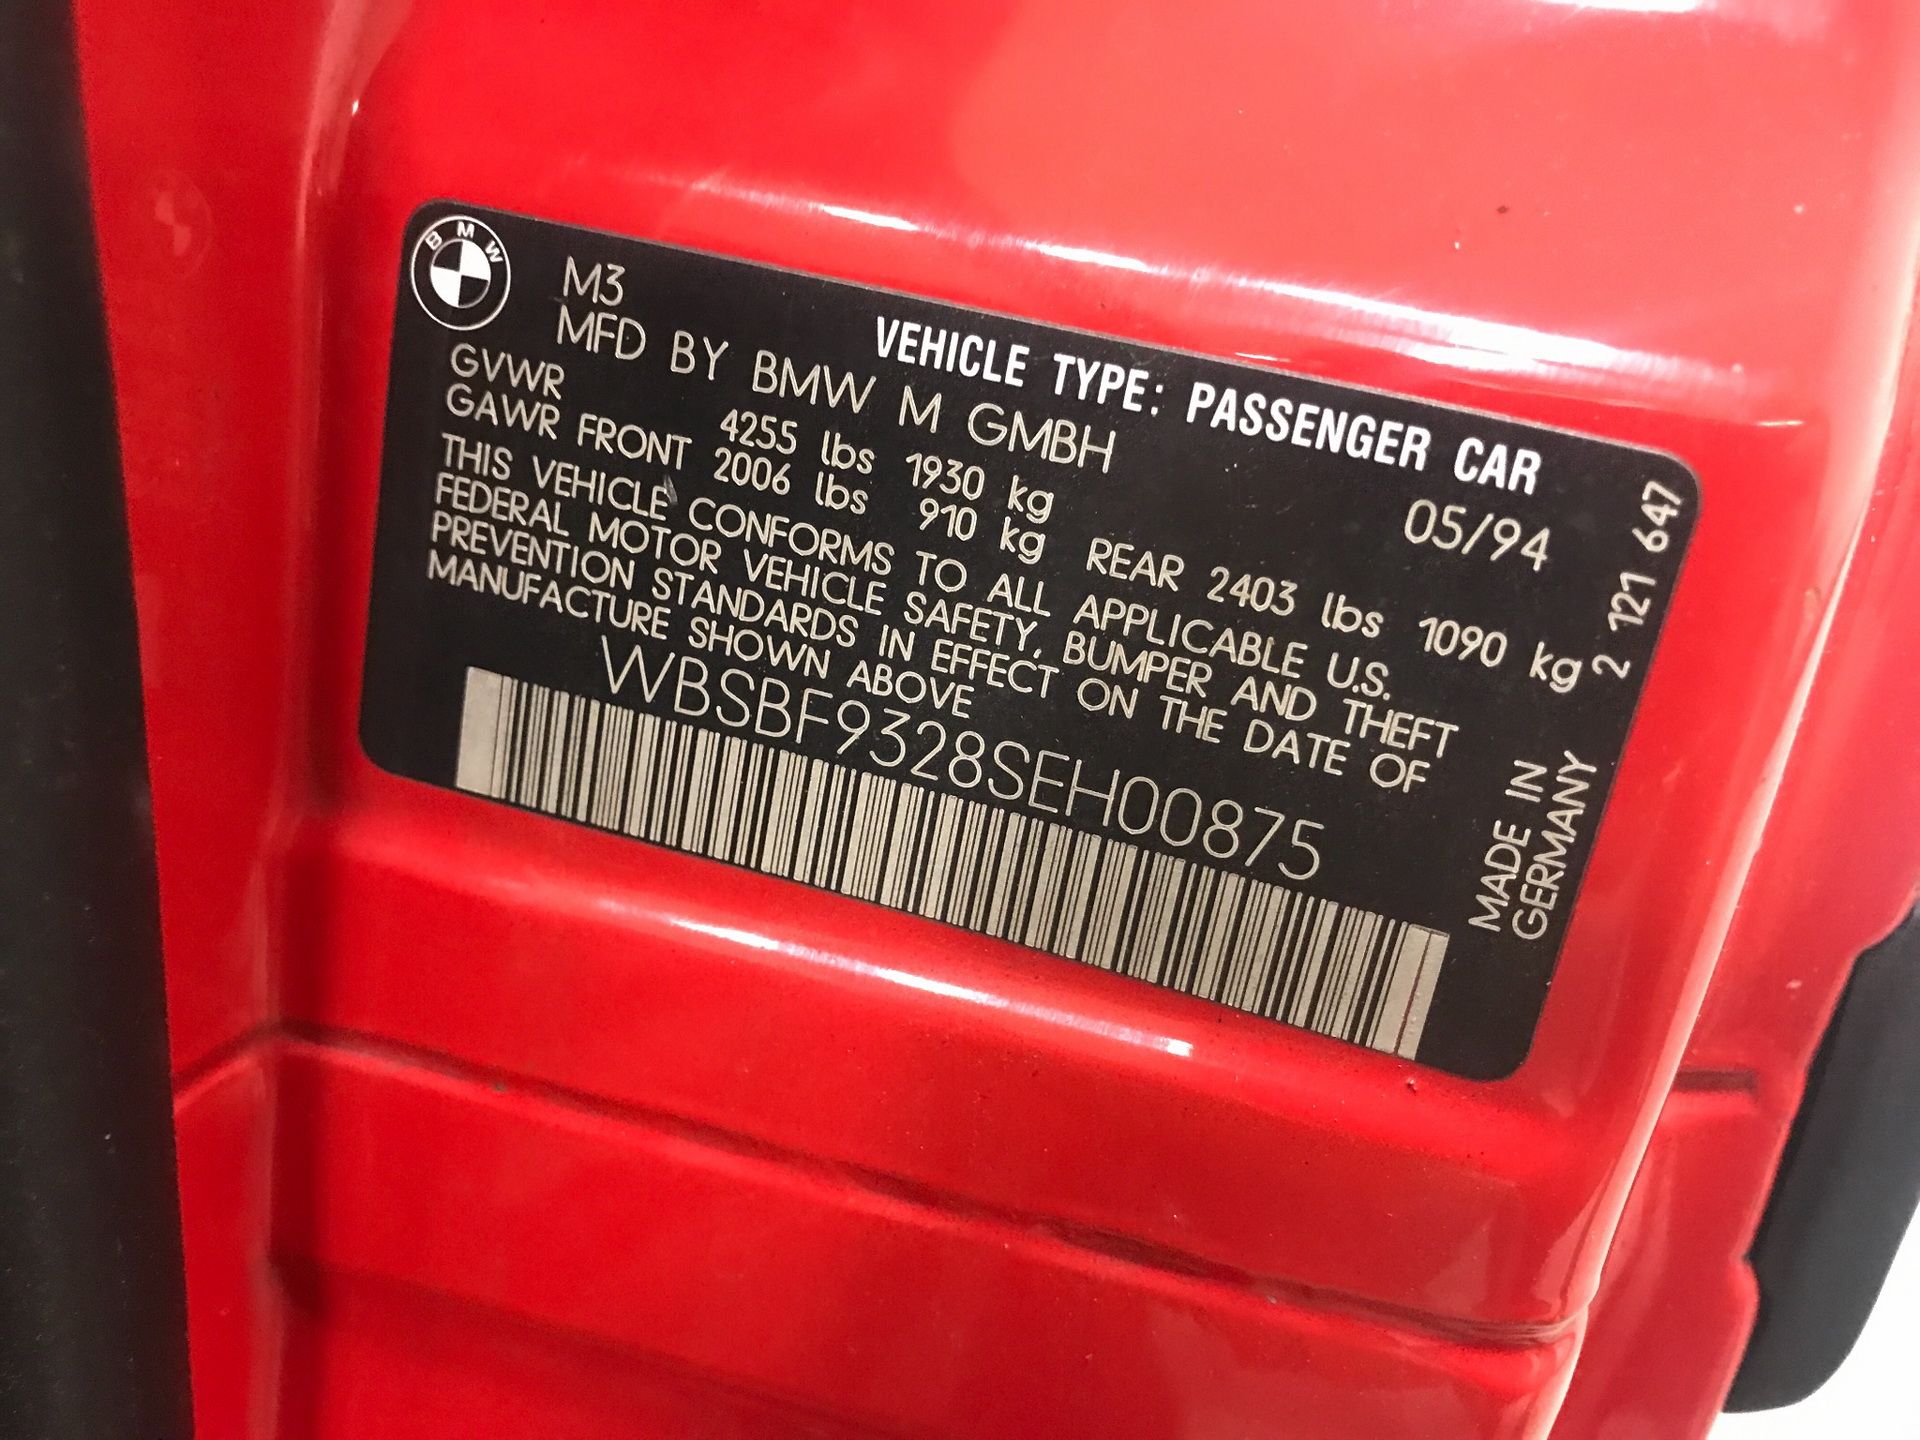 BMW
M3
MFD BY BMW M GMBH
VEHICLE TYPE: PASSENGER CAR
05/94
GVWR 4255 lbs 1930 kg
GAWR FRONT 2006 lbs 910 kg REAR 2403 lbs 1090 kg
THIS VEHICLE CONFORMS TO ALL APPLICABLE U.S.
FEDERAL MOTOR VEHICLE SAFETY, BUMPER AND THEFT
PREVENTION STANDARDS IN EFFECT ON THE DATE OF
MANUFACTURE SHOWN ABOVE
WBSBF9328SEH00875
2 121 647
MADE IN
GERMANY